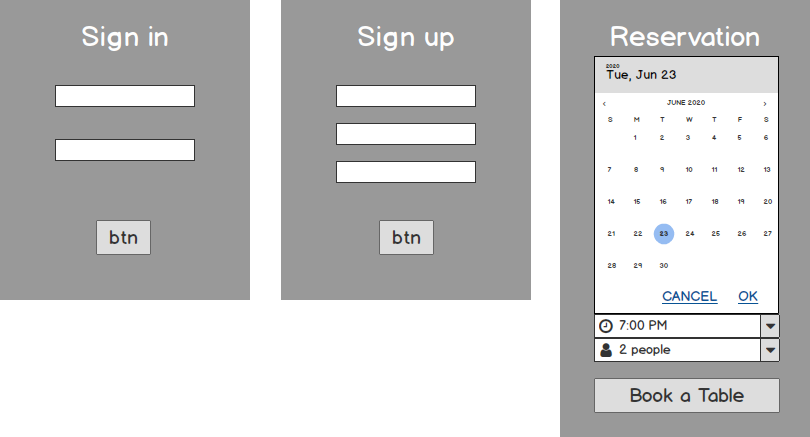 Sign in
btn
Sign up
btn
Reservation
2020
Tue, Jun 23
‹ JUNE 2020 ›
S M T W T F S
1 2 3 4 5 6
7 8 9 10 11 12 13
14 15 16 17 18 19 20
21 22 23 24 25 26 27
28 29 30
CANCEL OK
7:00 PM
2 people
Book a Table